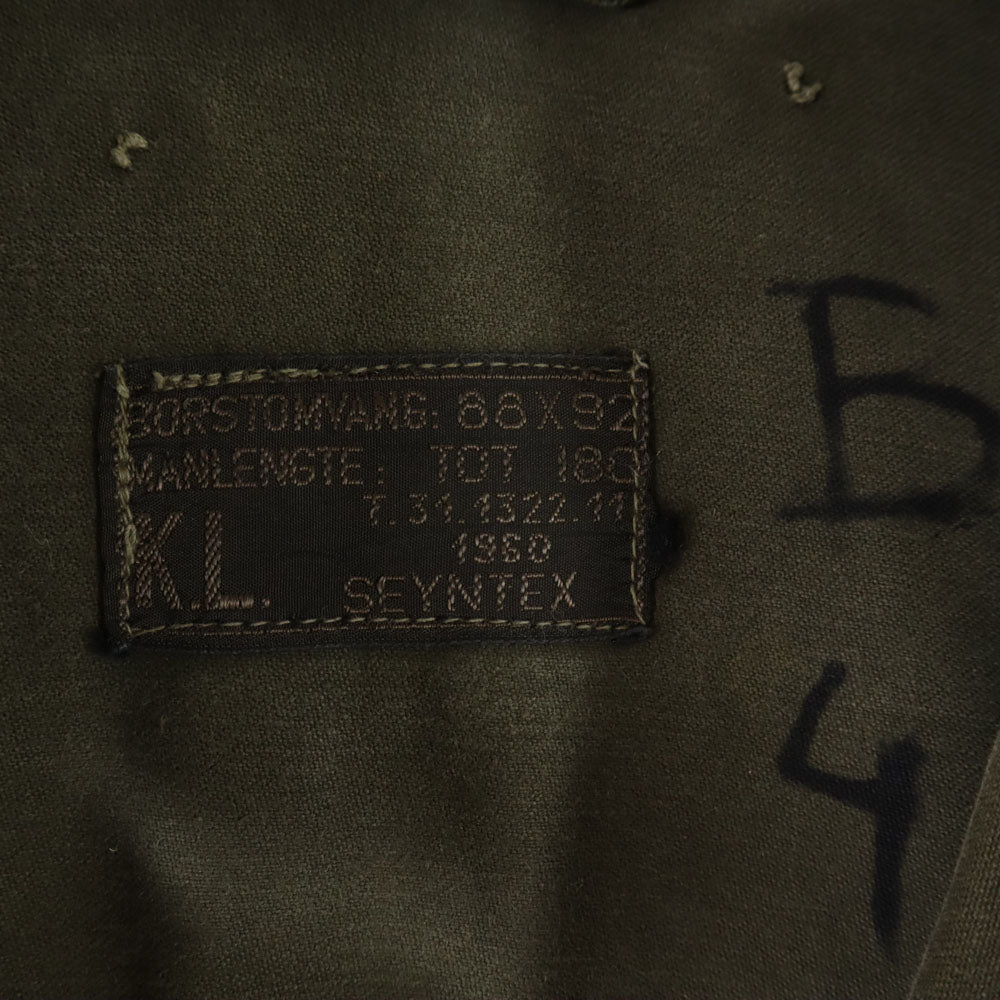 BORSTOMVANG: 88X92
MANLENGTE: TOT 180
T.31.1322.11
1960
K.L.
SEYNTEX
Б
4